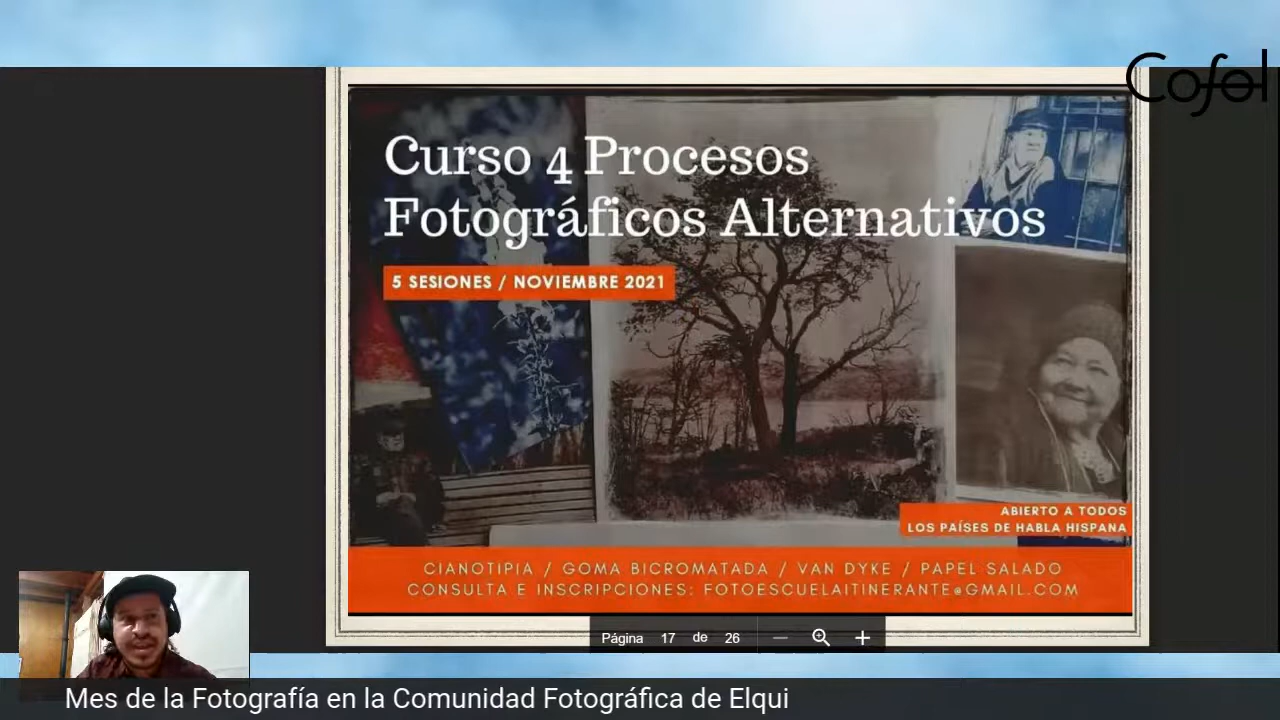 Cofol
Curso 4 Procesos
Fotográficos Alternativos
5 SESIONES / NOVIEMBRE 2021
ABIERTO A TODOS
LOS PAÍSES DE HABLA HISPANA
CIANOTIPIA / GOMA BICROMATADA / VAN DYKE / PAPEL SALADO
CONSULTA E INSCRIPCIONES: FOTOESCUELAITINERANTE@GMAIL.COM
Página 17 de 26
Mes de la Fotografía en la Comunidad Fotográfica de Elqui